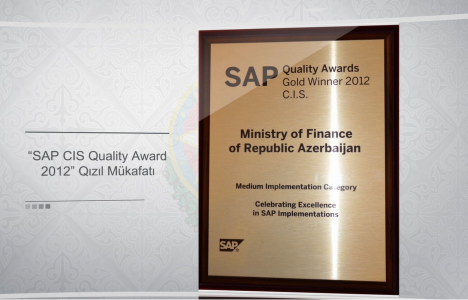 “SAP CIS Quality Award
2012” Qızıl Mükafatı
SAP Quality Awards
Gold Winner 2012
C.I.S.
Ministry of Finance
of Republic Azerbaijan
Medium Implementation Category
Celebrating Excellence
in SAP Implementations
SAP